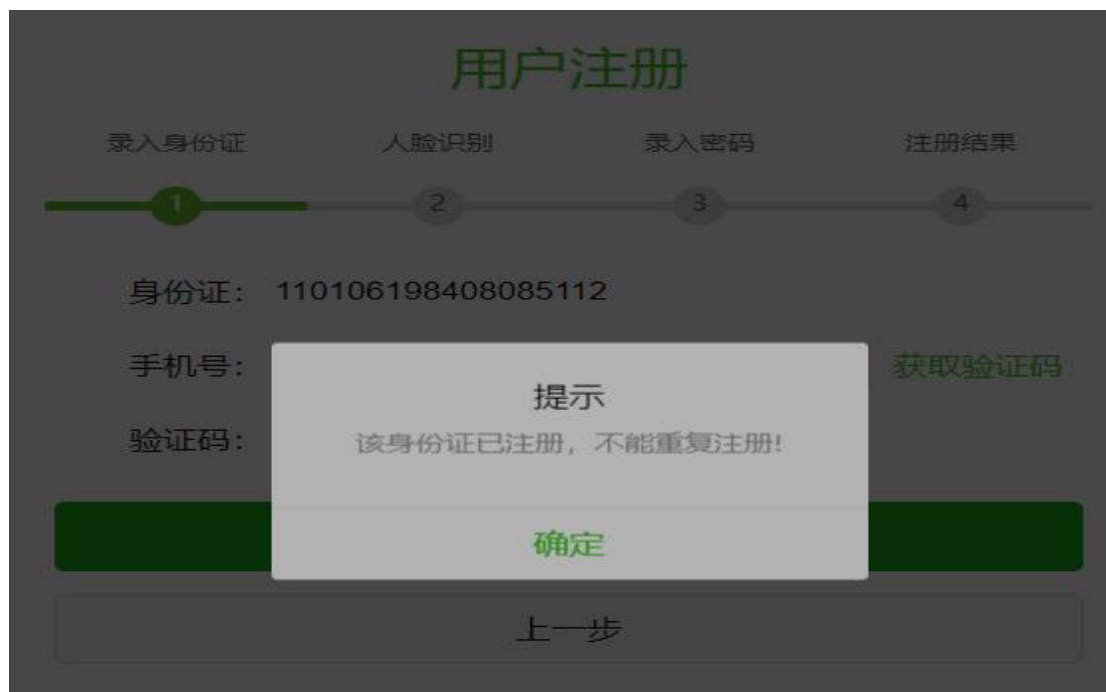 用户注册
录入身份证 人脸识别 录入密码 注册结果
1 2 3 4
身份证: 110106198408085112
手机号: 获取验证码
验证码:
提示
该身份证已注册，不能重复注册!
确定
上一步